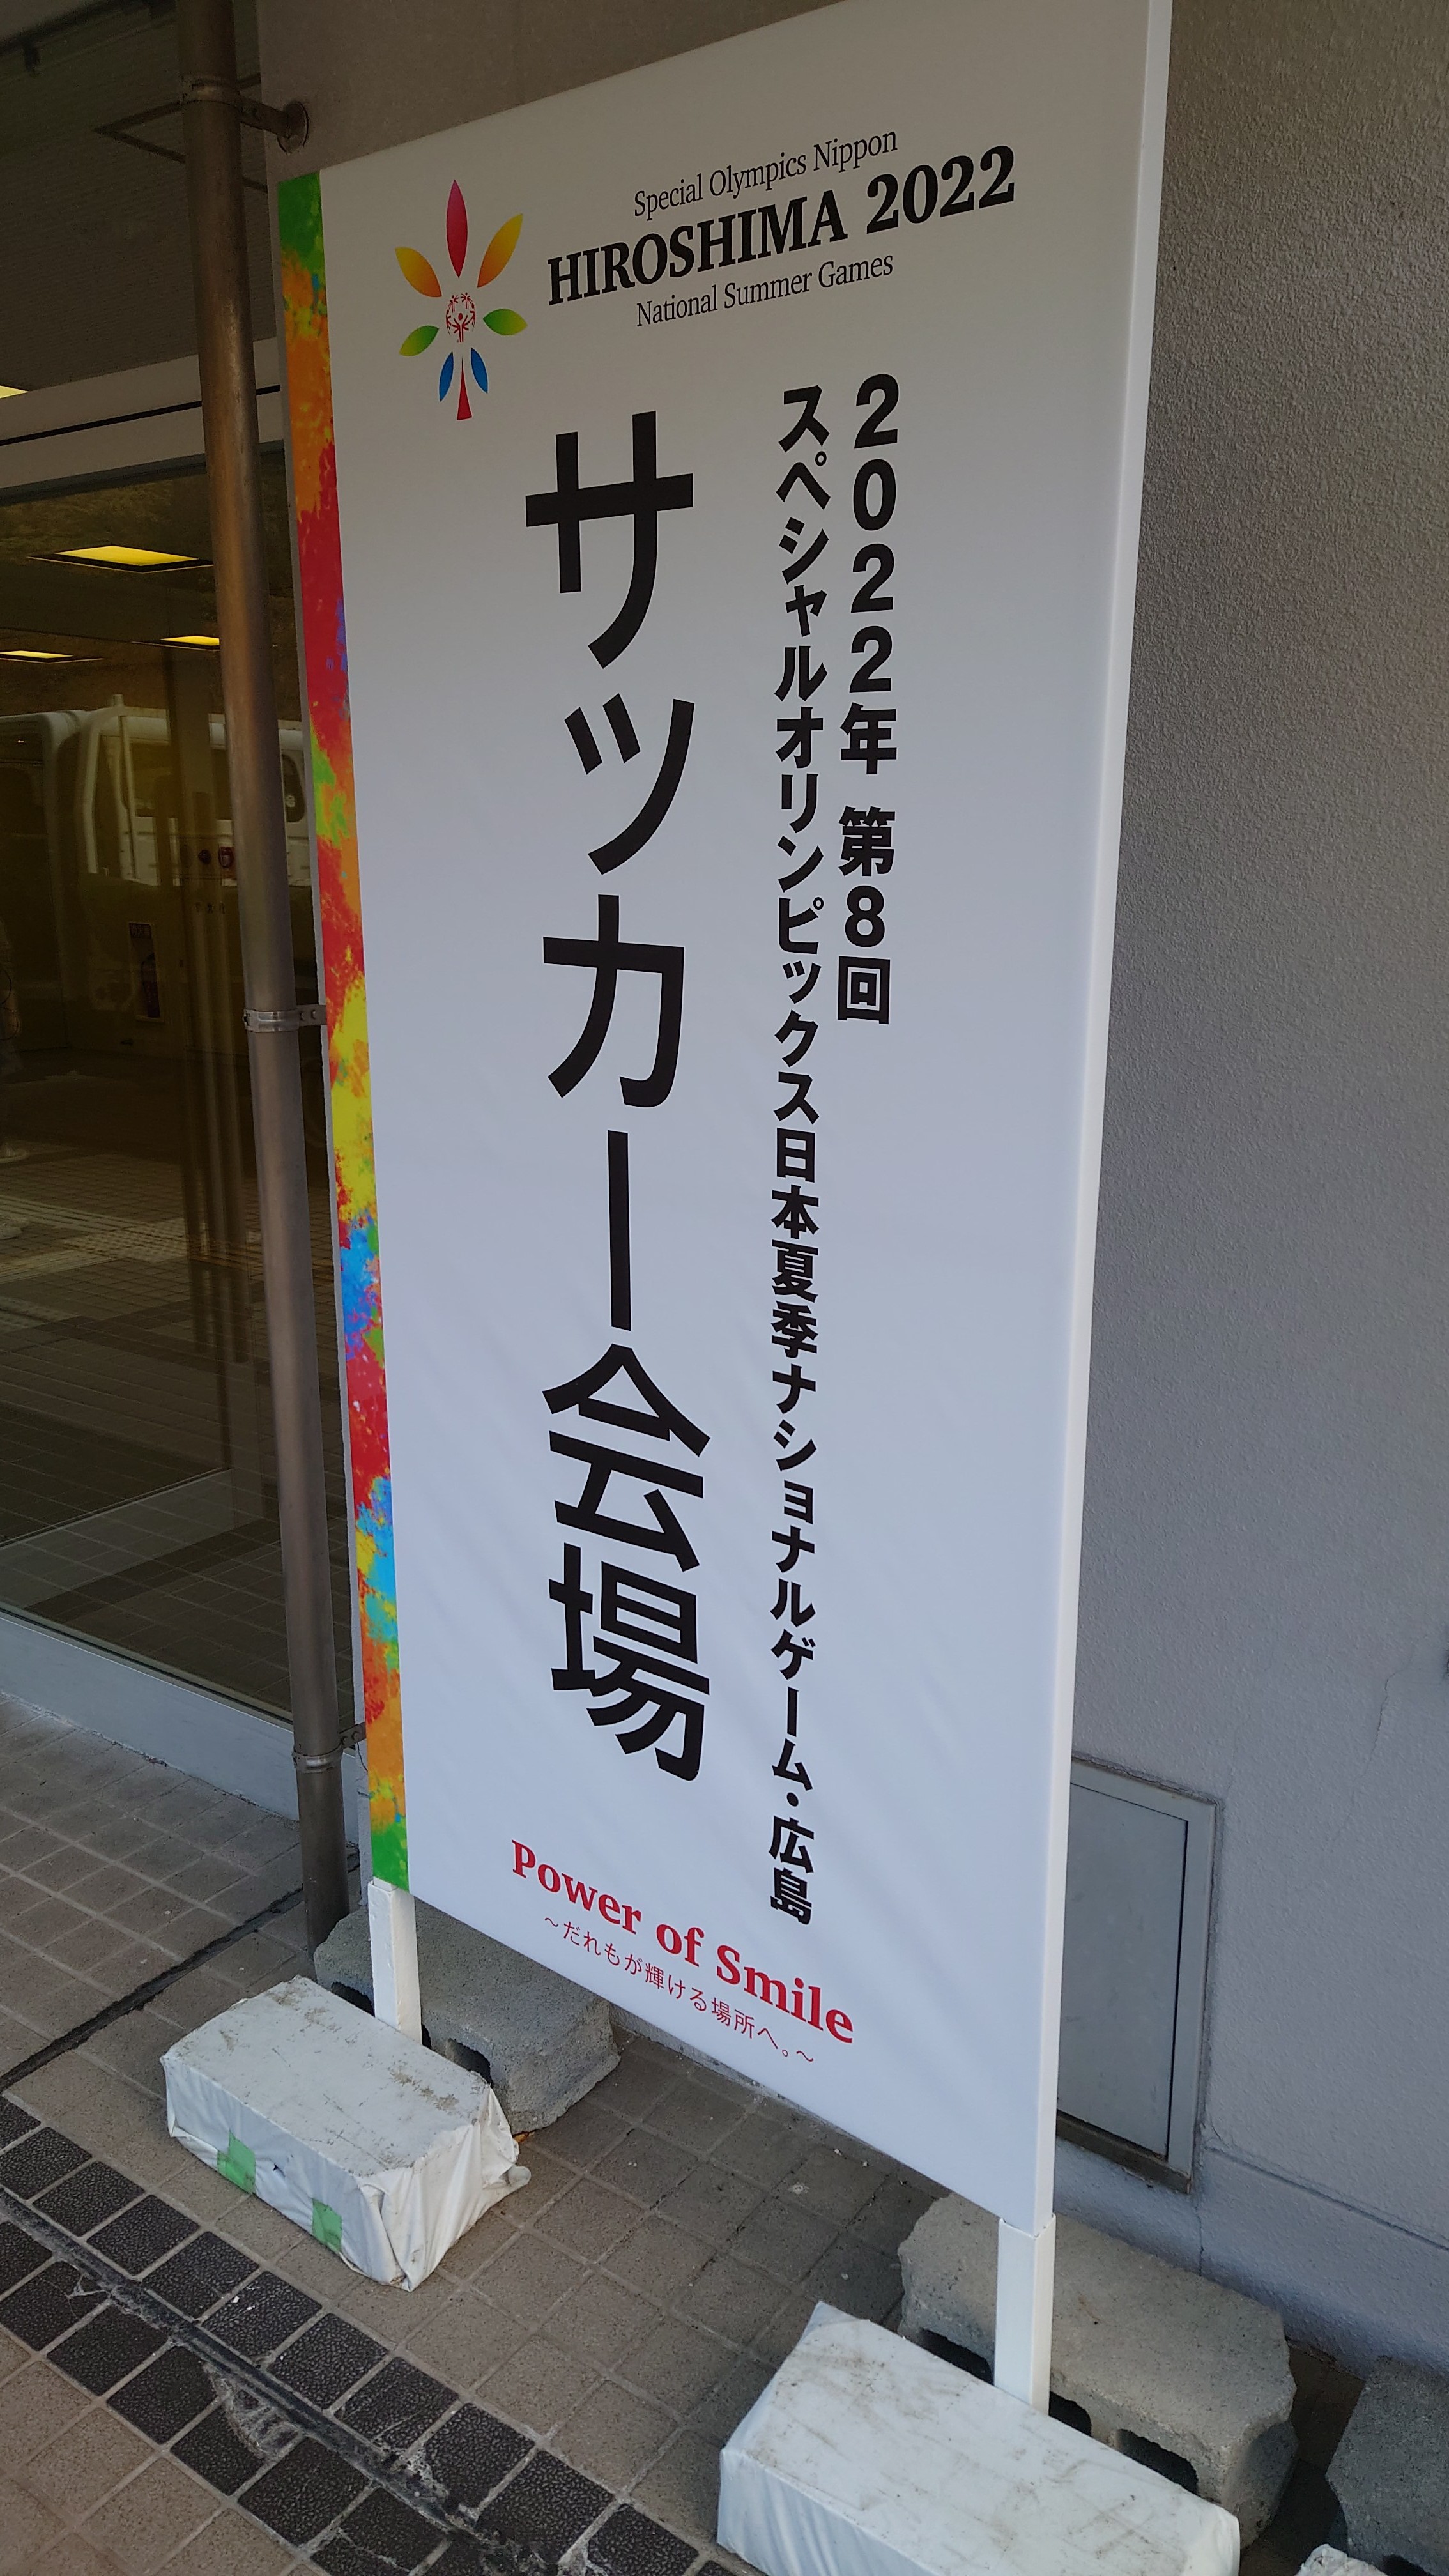 Special Olympics Nippon
HIROSHIMA 2022
National Summer Games
2022年 第8回
スペシャルオリンピックス日本夏季ナショナルゲーム・広島
サッカー会場
Power of Smile
～だれもが輝ける場所へ。～